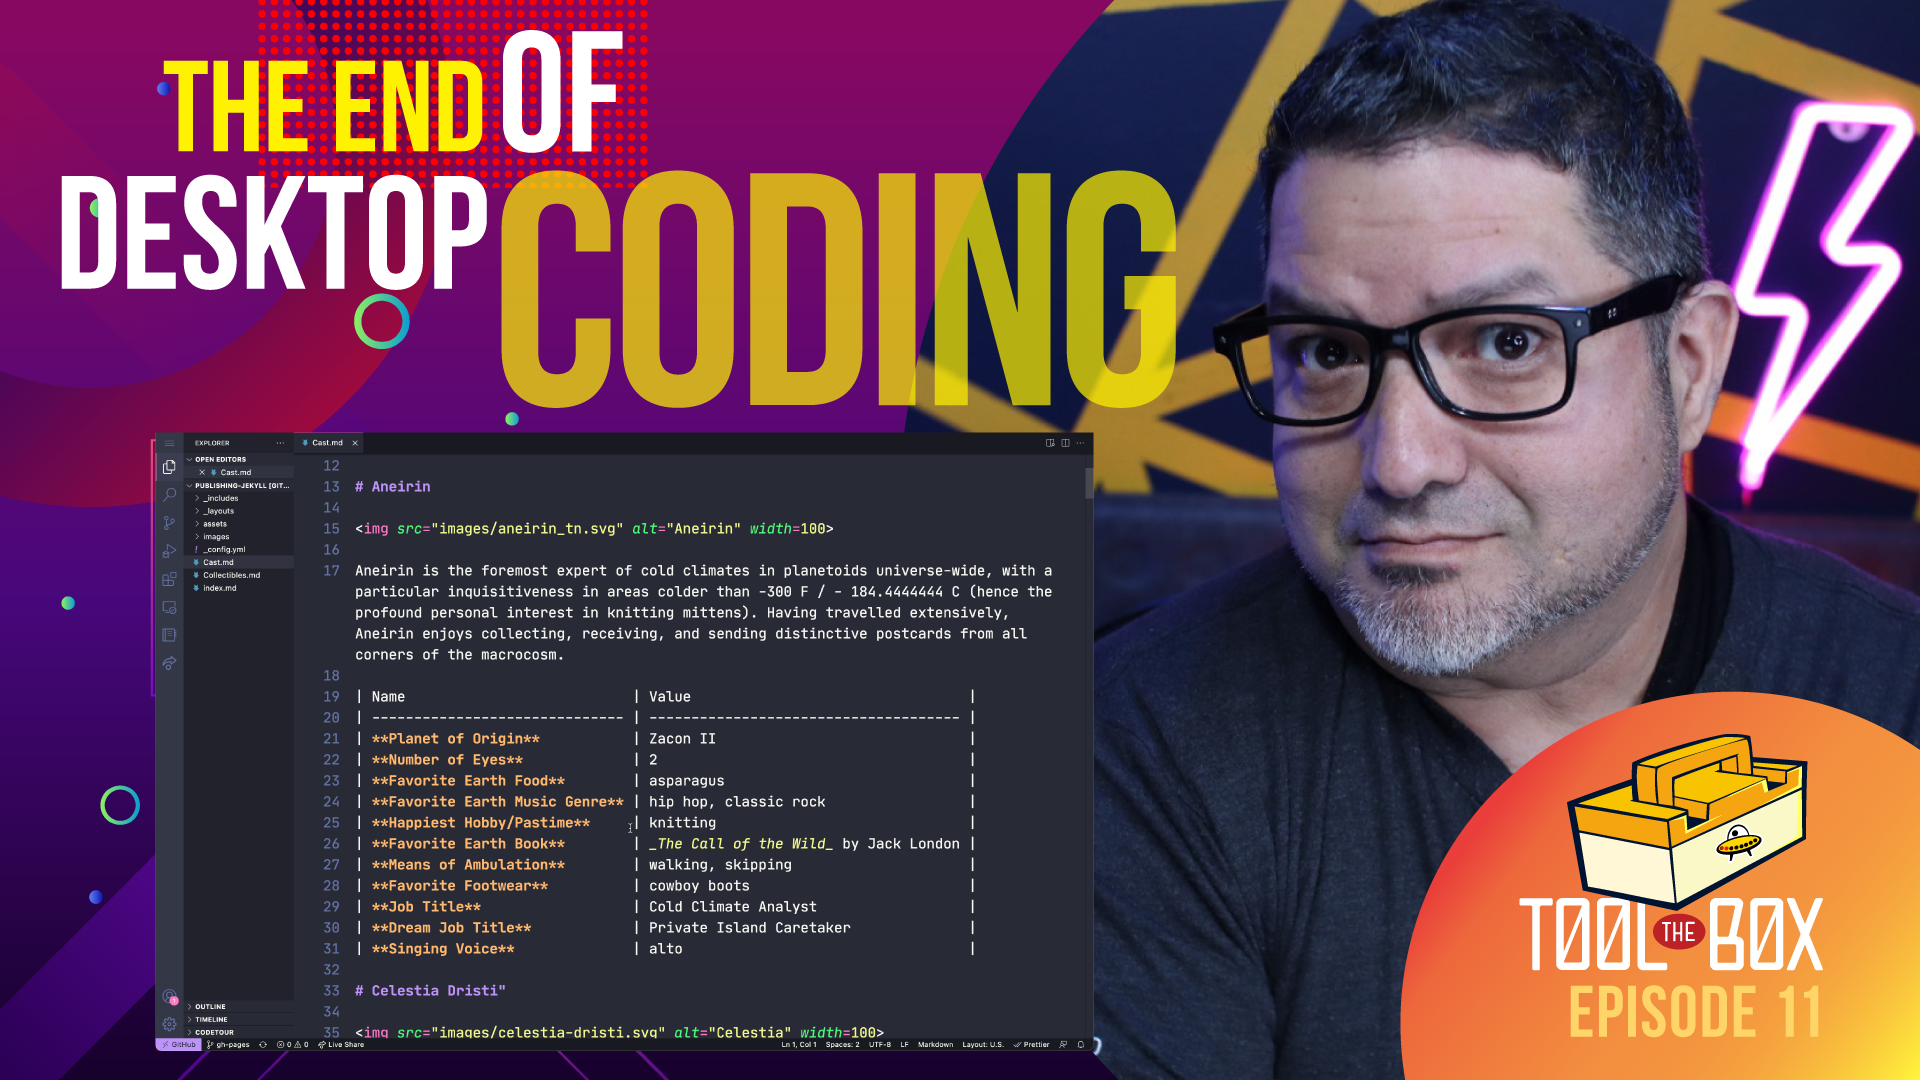 THE END OF
DESKTOP CODING
EXPLORER ···
Cast.md ×
OPEN EDITORS
× Cast.md
PUBLISHING-JEKYLL [GIT...
_includes
_layouts
assets
images
! _config.yml
Cast.md
Collectibles.md
index.md
OUTLINE
TIMELINE
CODETOUR
12
13 # Aneirin
14
15 <img src="images/aneirin_tn.svg" alt="Aneirin" width=100>
16
17 Aneirin is the foremost expert of cold climates in planetoids universe-wide, with a
particular inquisitiveness in areas colder than -300 F / - 184.4444444 C (hence the
profound personal interest in knitting mittens). Having travelled extensively,
Aneirin enjoys collecting, receiving, and sending distinctive postcards from all
corners of the macrocosm.
18
19 | Name | Value |
20 | ------------------------------ | ------------------------------------- |
21 | **Planet of Origin** | Zacon II |
22 | **Number of Eyes** | 2 |
23 | **Favorite Earth Food** | asparagus |
24 | **Favorite Earth Music Genre** | hip hop, classic rock |
25 | **Happiest Hobby/Pastime** | knitting |
26 | **Favorite Earth Book** | _The Call of the Wild_ by Jack London |
27 | **Means of Ambulation** | walking, skipping |
28 | **Favorite Footwear** | cowboy boots |
29 | **Job Title** | Cold Climate Analyst |
30 | **Dream Job Title** | Private Island Caretaker |
31 | **Singing Voice** | alto |
32
33 # Celestia Dristi"
34
35 <img src="images/celestia-dristi.svg" alt="Celestia" width=100>
GitHub gh-pages 0 0 Live Share Ln 1, Col 1 Spaces: 2 UTF-8 LF Markdown Layout: U.S. Prettier
TOOL THE BOX
EPISODE 11